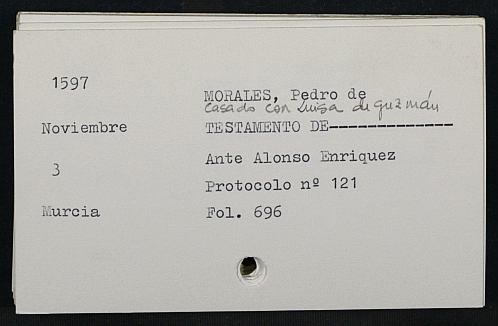 1597
MORALES, Pedro de
Casado con Luisa de guzmán
Noviembre TESTAMENTO DE--------------
3 Ante Alonso Enriquez
Protocolo nº 121
Murcia Fol. 696